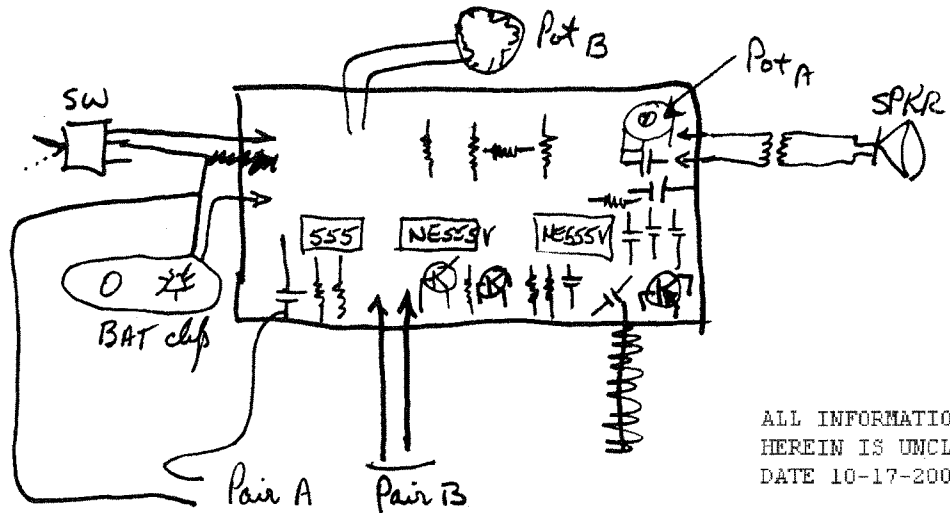 Pot B
Pot A
SW
SPKR
555
NE555V
NE555V
BAT clip
Pair A
Pair B
ALL INFORMATIO
HEREIN IS UNCL
DATE 10-17-200